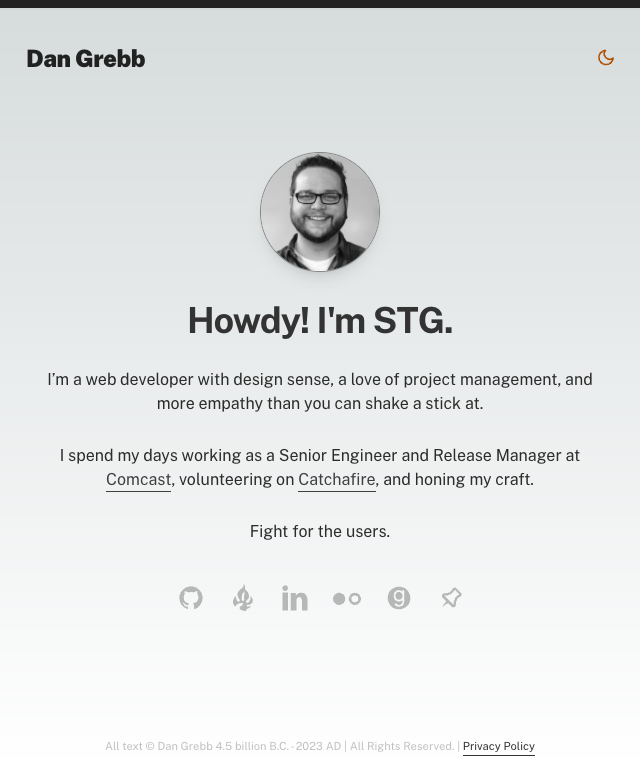 Dan Grebb
Howdy! I'm STG.
I’m a web developer with design sense, a love of project management, and
more empathy than you can shake a stick at.
I spend my days working as a Senior Engineer and Release Manager at
Comcast, volunteering on Catchafire, and honing my craft.
Fight for the users.
All text © Dan Grebb 4.5 billion B.C. - 2023 AD | All Rights Reserved. | Privacy Policy